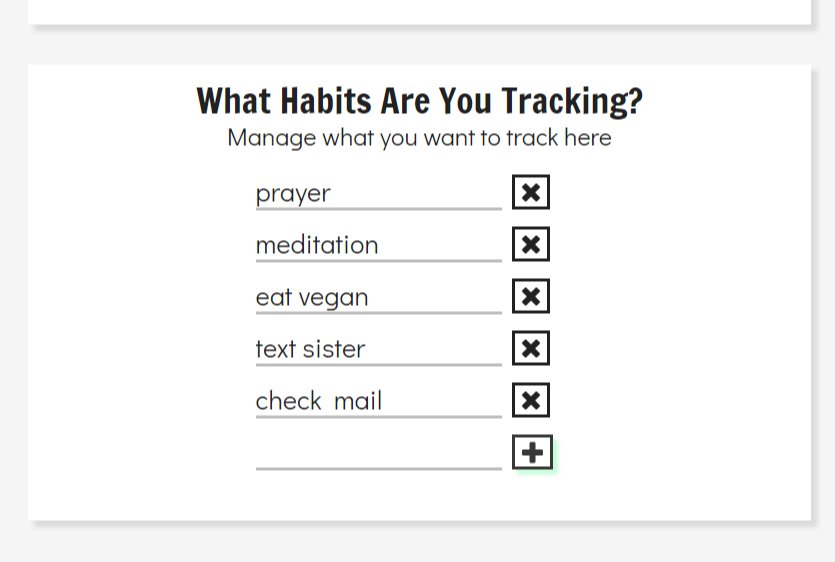 What Habits Are You Tracking?
Manage what you want to track here
prayer
meditation
eat vegan
text sister
check  mail